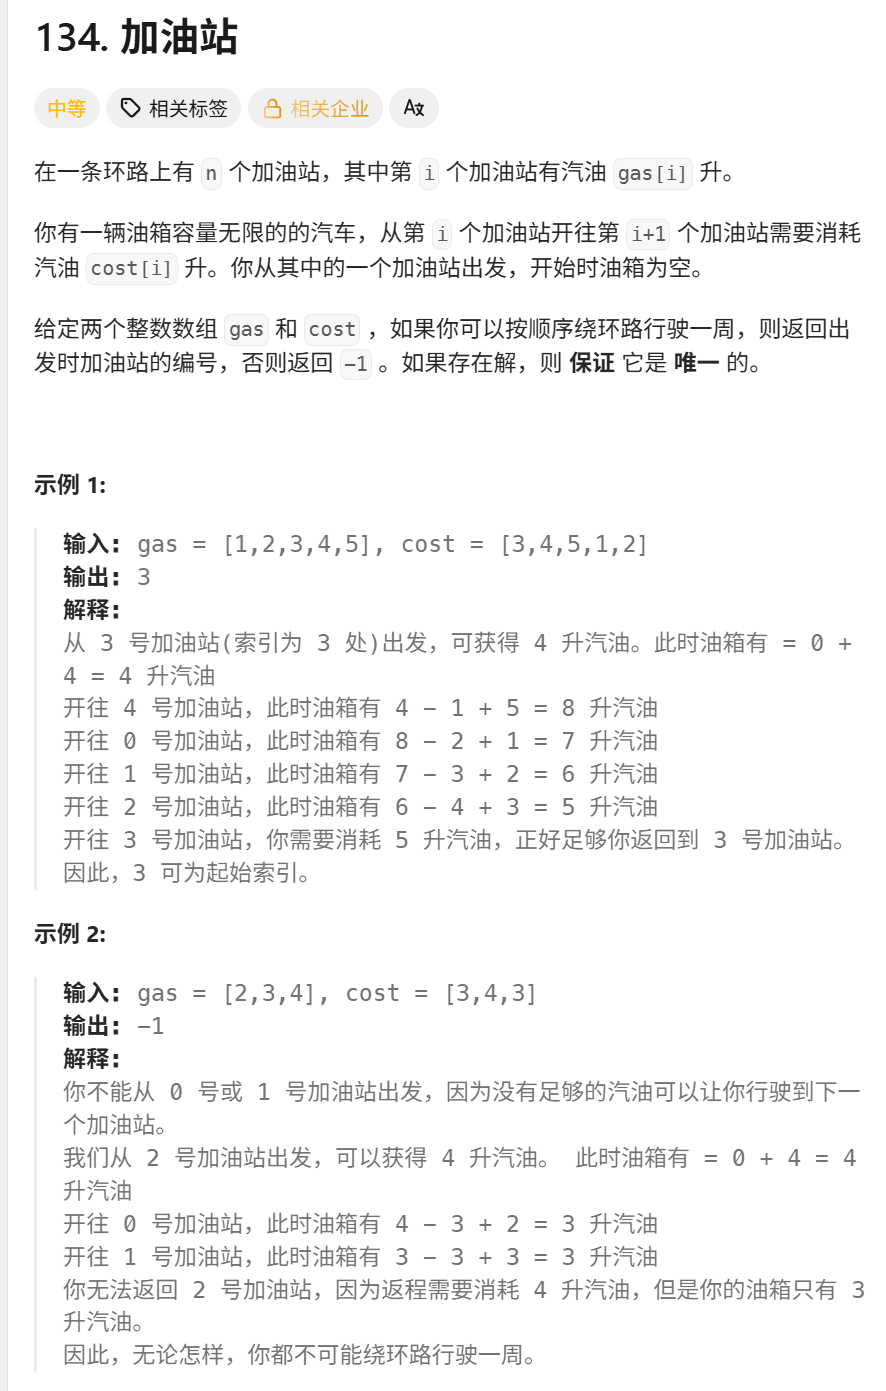 134. 加油站
中等 相关标签 相关企业 A文
在一条环路上有 n 个加油站，其中第 i 个加油站有汽油 gas[i] 升。
你有一辆油箱容量无限的的汽车，从第 i 个加油站开往第 i+1 个加油站需要消耗
汽油 cost[i] 升。你从其中的一个加油站出发，开始时油箱为空。
给定两个整数数组 gas 和 cost ，如果你可以按顺序绕环路行驶一周，则返回出
发时加油站的编号，否则返回 -1 。如果存在解，则 保证 它是 唯一 的。
示例 1:
输入: gas = [1,2,3,4,5], cost = [3,4,5,1,2]
输出: 3
解释:
从 3 号加油站(索引为 3 处)出发，可获得 4 升汽油。此时油箱有 = 0 +
4 = 4 升汽油
开往 4 号加油站，此时油箱有 4 - 1 + 5 = 8 升汽油
开往 0 号加油站，此时油箱有 8 - 2 + 1 = 7 升汽油
开往 1 号加油站，此时油箱有 7 - 3 + 2 = 6 升汽油
开往 2 号加油站，此时油箱有 6 - 4 + 3 = 5 升汽油
开往 3 号加油站，你需要消耗 5 升汽油，正好足够你返回到 3 号加油站。
因此，3 可为起始索引。
示例 2:
输入: gas = [2,3,4], cost = [3,4,3]
输出: -1
解释:
你不能从 0 号或 1 号加油站出发，因为没有足够的汽油可以让你行驶到下一
个加油站。
我们从 2 号加油站出发，可以获得 4 升汽油。 此时油箱有 = 0 + 4 = 4
升汽油
开往 0 号加油站，此时油箱有 4 - 3 + 2 = 3 升汽油
开往 1 号加油站，此时油箱有 3 - 3 + 3 = 3 升汽油
你无法返回 2 号加油站，因为返程需要消耗 4 升汽油，但是你的油箱只有 3
升汽油。
因此，无论怎样，你都不可能绕环路行驶一周。